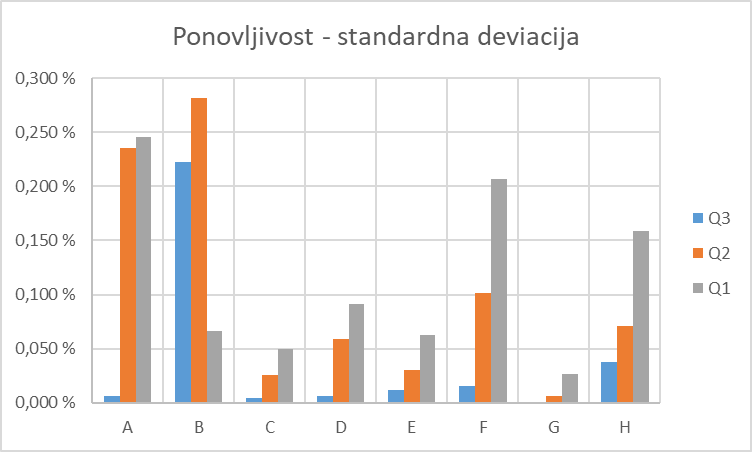 Ponovljivost - standardna deviacija
0,300 %
0,250 %
0,200 %
0,150 %
0,100 %
0,050 %
0,000 %
A B C D E F G H
Q3
Q2
Q1